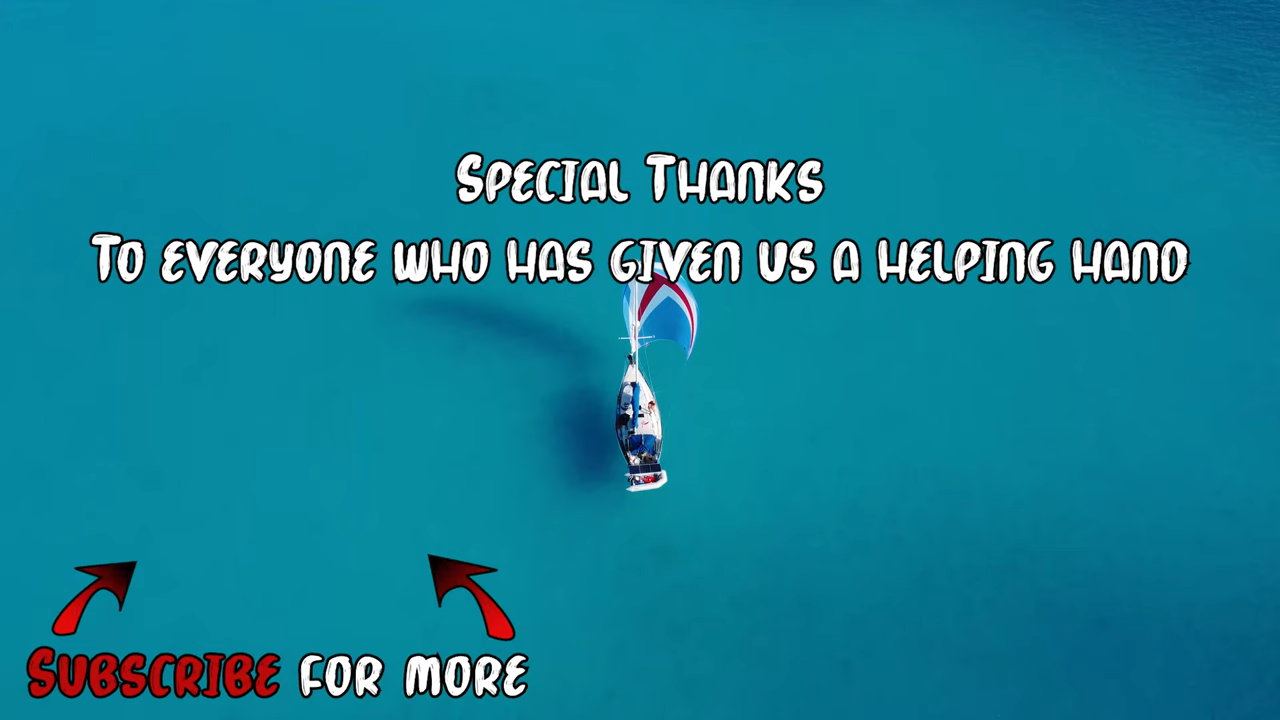 Special Thanks
To everyone who has given us a helping hand
Subscribe for more